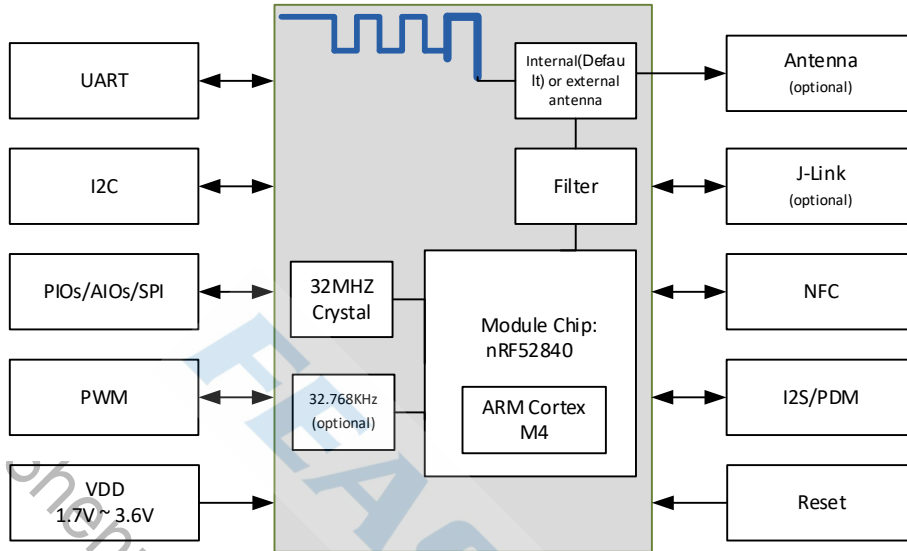 UART
I2C
PIOs/AIOs/SPI
PWM
VDD
1.7V ~ 3.6V
Internal(Defau
lt) or external
antenna
Filter
32MHZ
Crystal
32.768KHz
(optional)
Module Chip:
nRF52840
ARM Cortex
M4
Antenna
(optional)
J-Link
(optional)
NFC
I2S/PDM
Reset